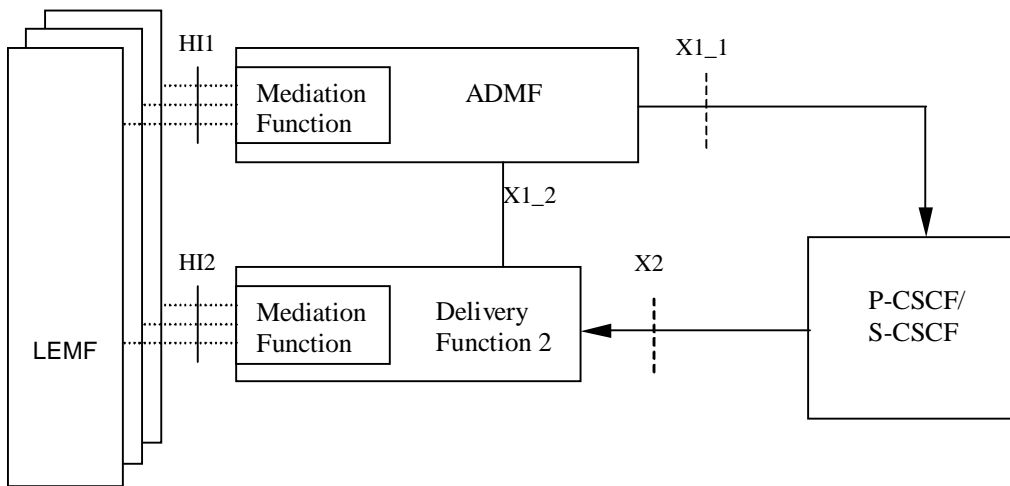 HI1
X1_1
Mediation
Function
ADMF
X1_2
HI2
X2
Mediation
Function
Delivery
Function 2
P-CSCF/
S-CSCF
LEMF